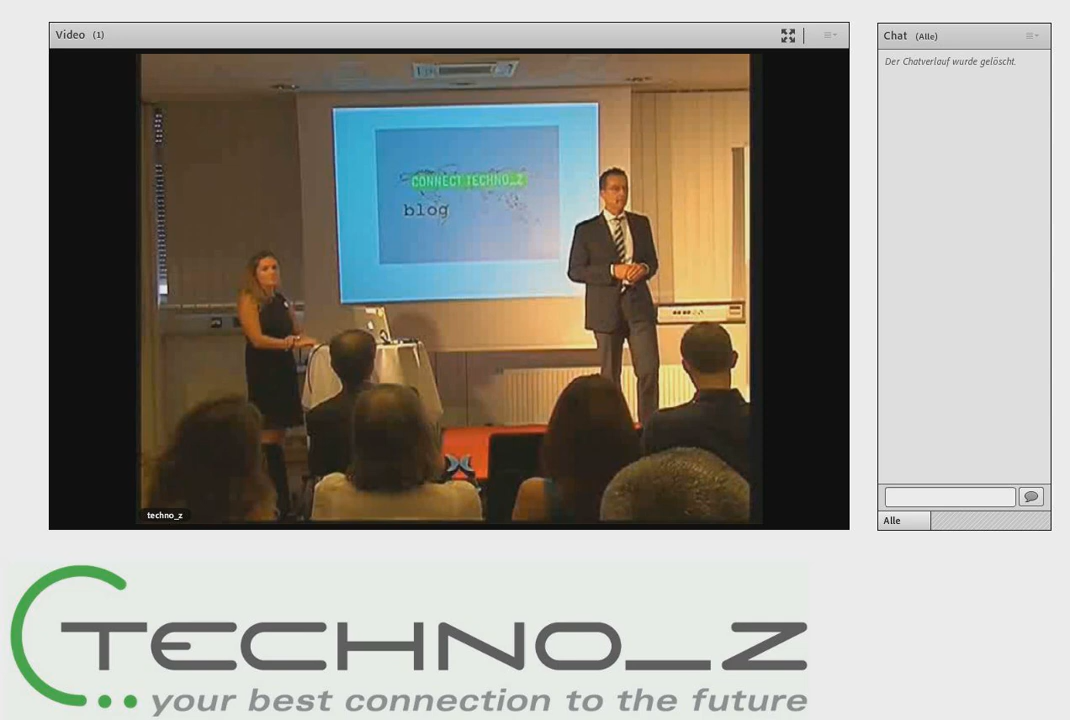 Video (1)
Chat (Alle)
Der Chatverlauf wurde gelöscht.
CONNECT TECHNO_Z
blog
techno_z
Alle
TECHNO_Z
your best connection to the future